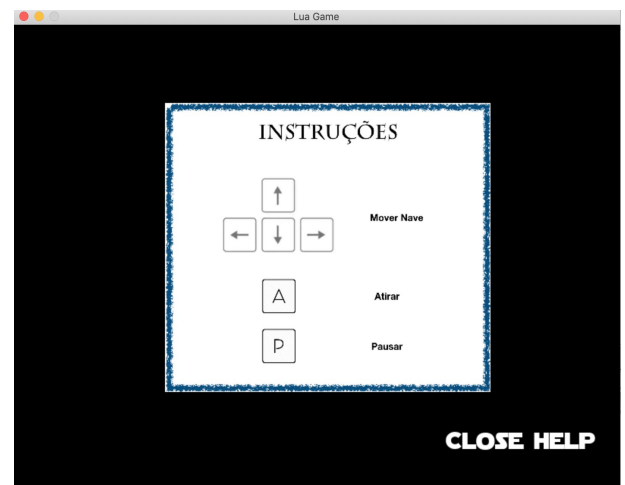 Lua Game
INSTRUÇÕES
Mover Nave
A Atirar
P Pausar
CLOSE HELP